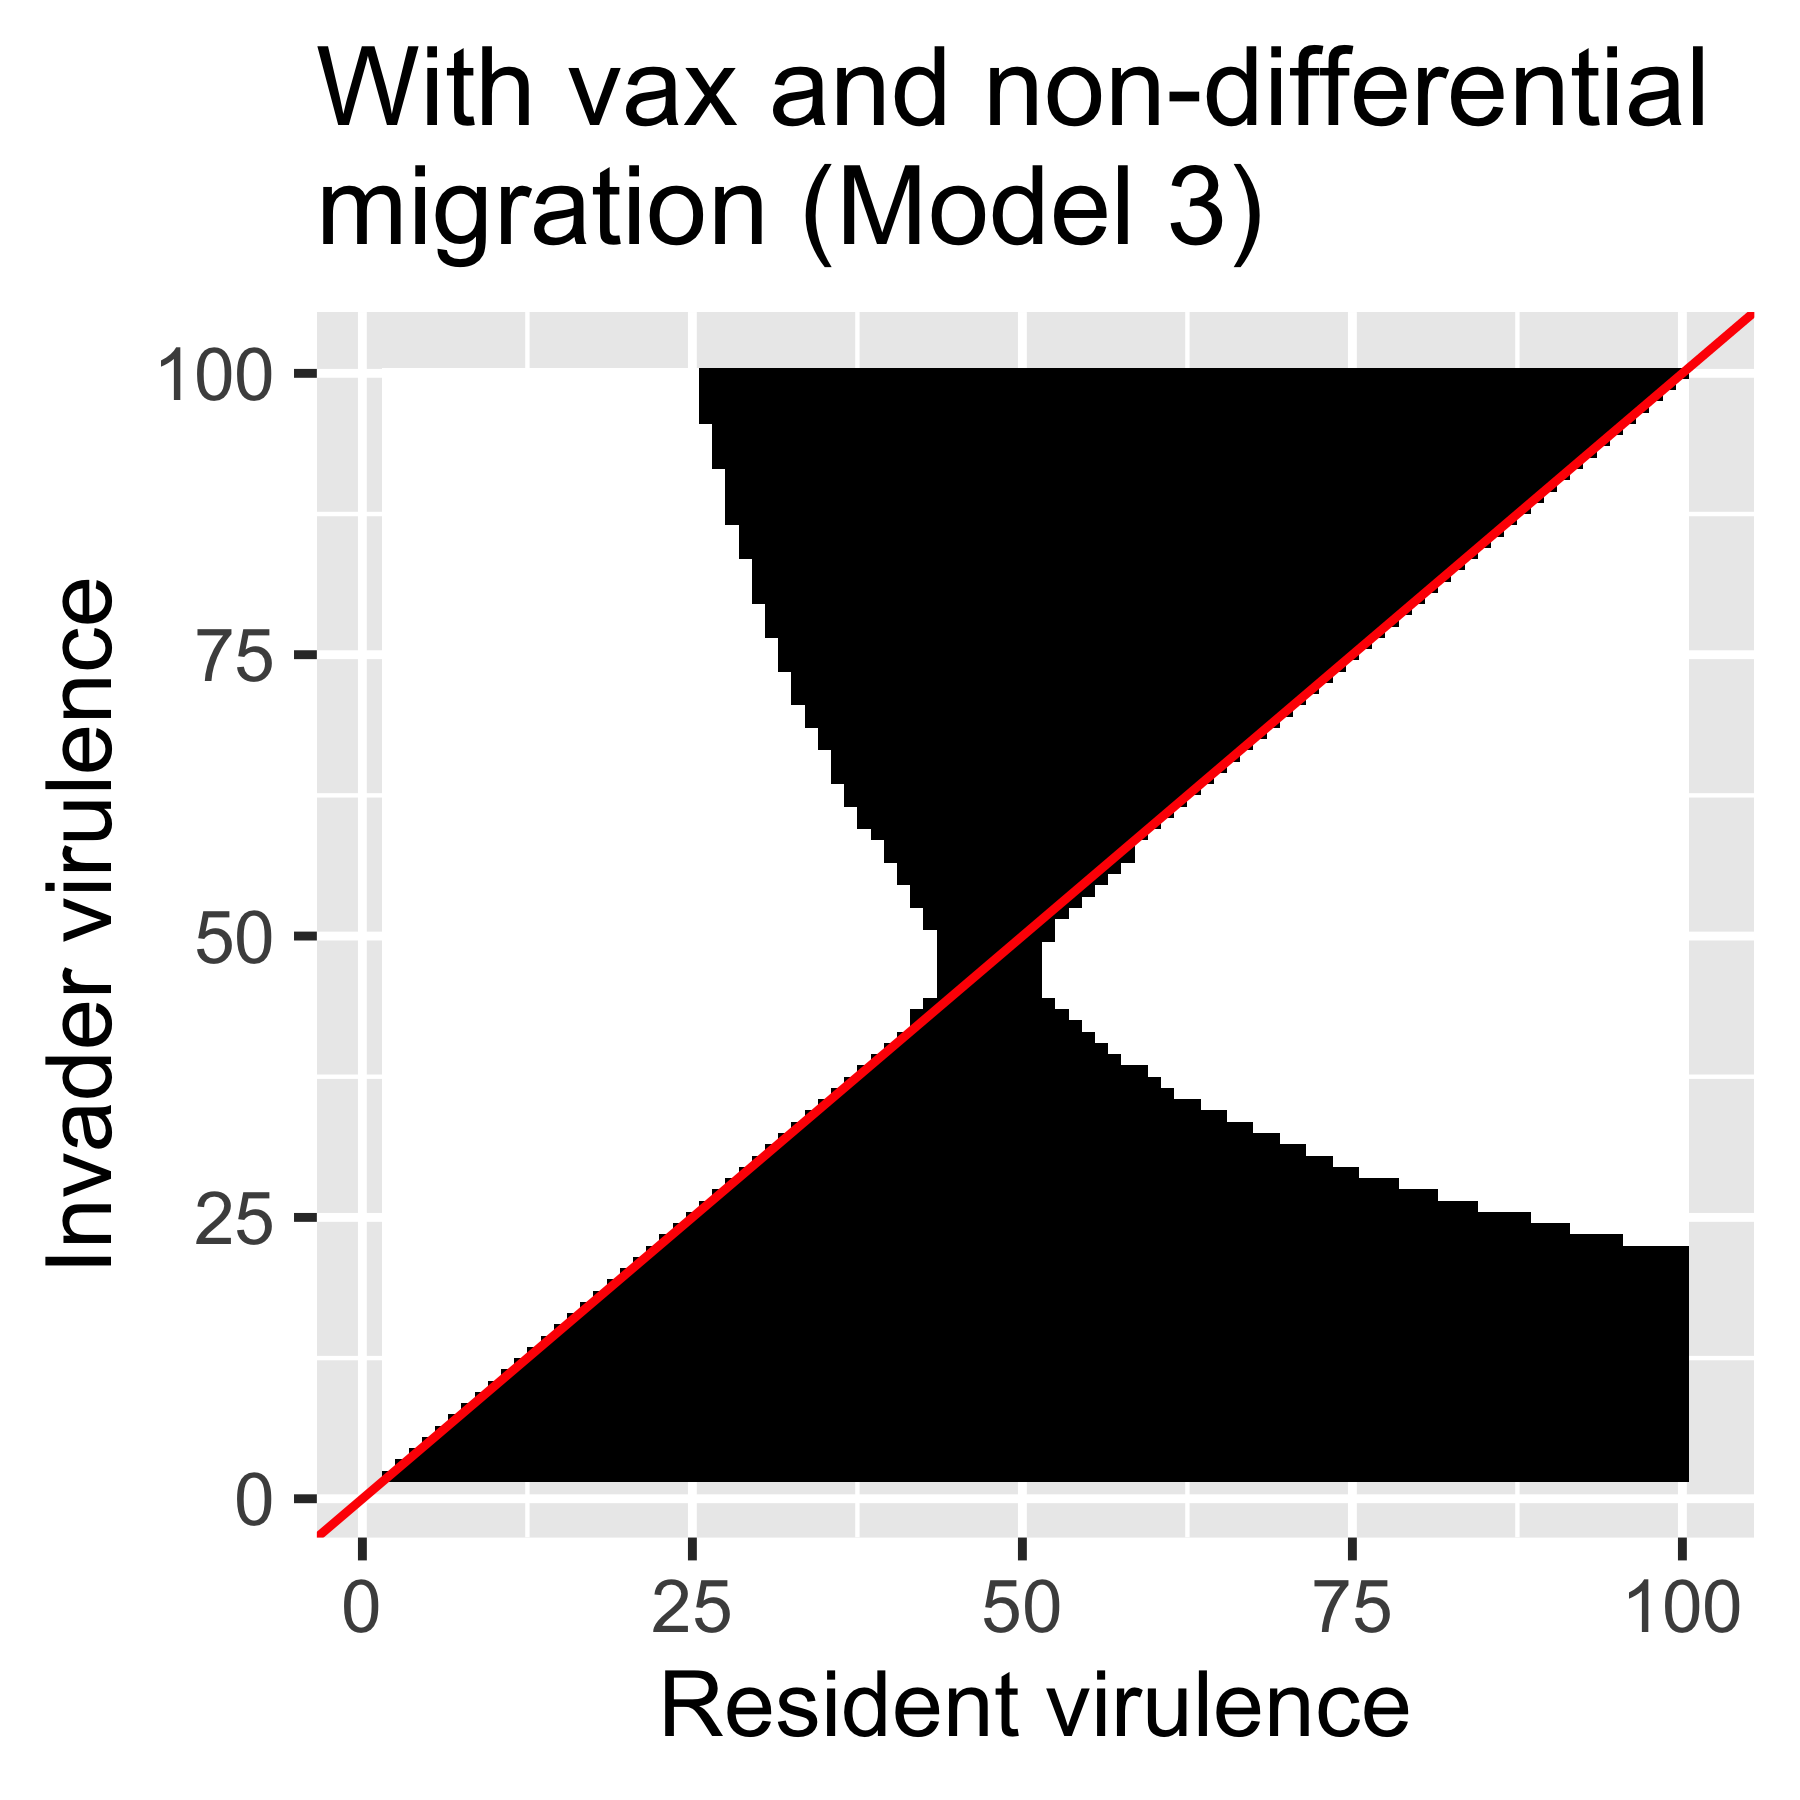 With vax and non-differential
migration (Model 3)
Invader virulence
100
75
50
25
0
0 25 50 75 100
Resident virulence